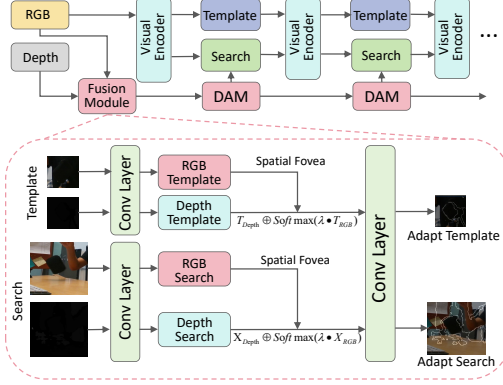 RGB
Depth
Fusion
Module
Visual
Encoder
Template
Search
DAM
Visual
Encoder
Template
Search
DAM
Visual
Encoder
...
Template
Conv Layer
RGB
Template
Depth
Template
Spatial Fovea
T_Depth ⊕ Soft max(λ • T_RGB)
Search
Conv Layer
RGB
Search
Depth
Search
Spatial Fovea
X_Depth ⊕ Soft max(λ • X_RGB)
Conv Layer
Adapt Template
Adapt Search